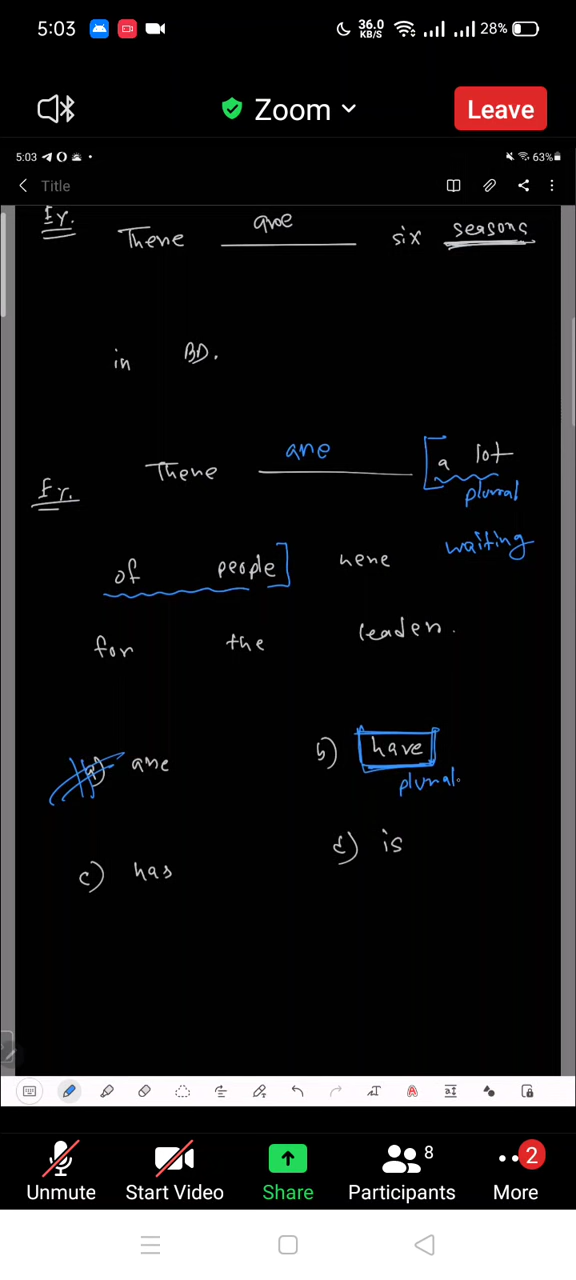 5:03 36.0 KB/S 28%
Zoom Leave
5:03 63%
Title
Ex. There are six seasons
in BD.
Ex. There are [a lot
plural
of people] here waiting
for the leader.
a) are b) have
plural.
c) has d) is
8 2
Unmute Start Video Share Participants More